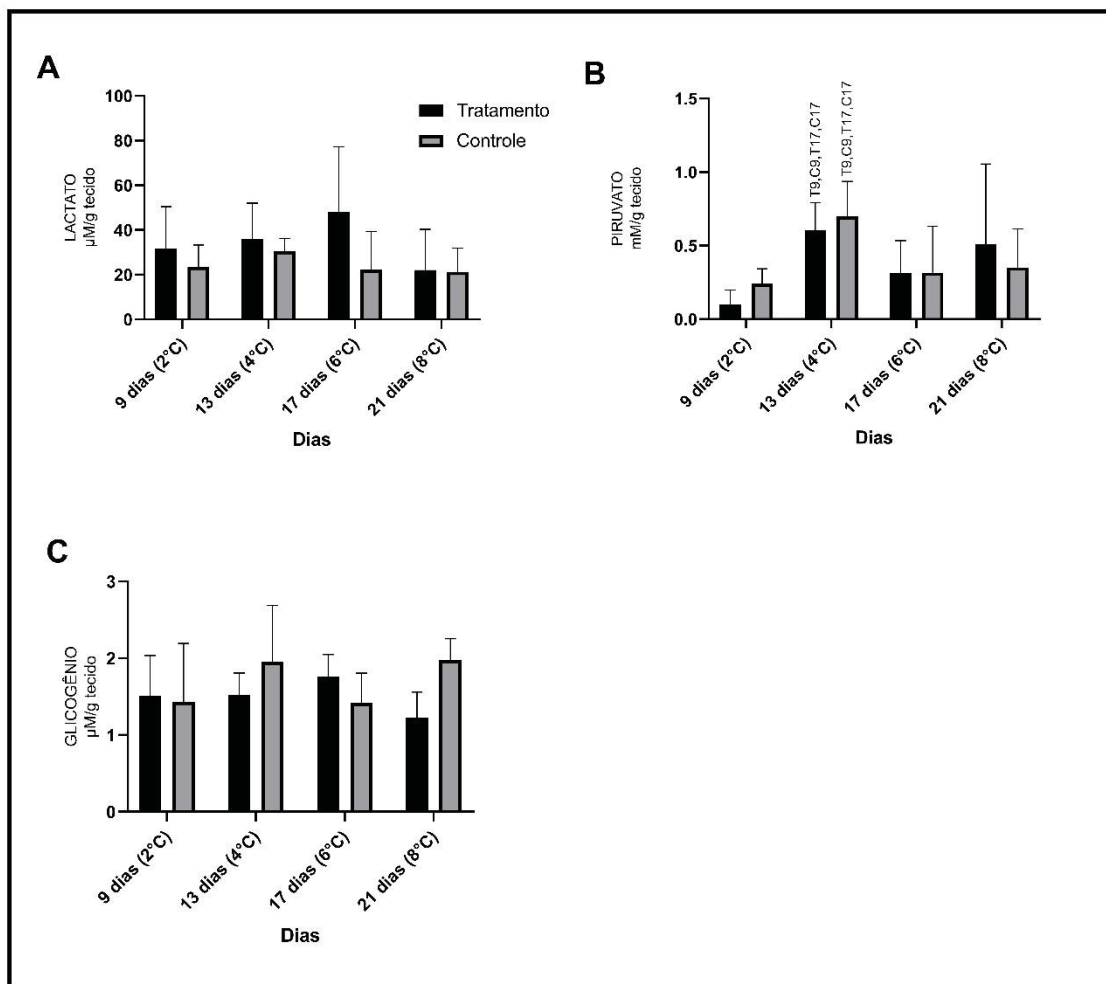 A
LACTATO
µM/g tecido
100
80
60
40
20
0
Tratamento
Controle
9 dias (2°C)
13 dias (4°C)
17 dias (6°C)
21 dias (8°C)
Dias
B
PIRUVATO
mM/g tecido
1.5
1.0
0.5
0.0
T9,C9,T17,C17
T9,C9,T17,C17
9 dias (2°C)
13 dias (4°C)
17 dias (6°C)
21 dias (8°C)
Dias
C
GLICOGÊNIO
µM/g tecido
3
2
1
0
9 dias (2°C)
13 dias (4°C)
17 dias (6°C)
21 dias (8°C)
Dias